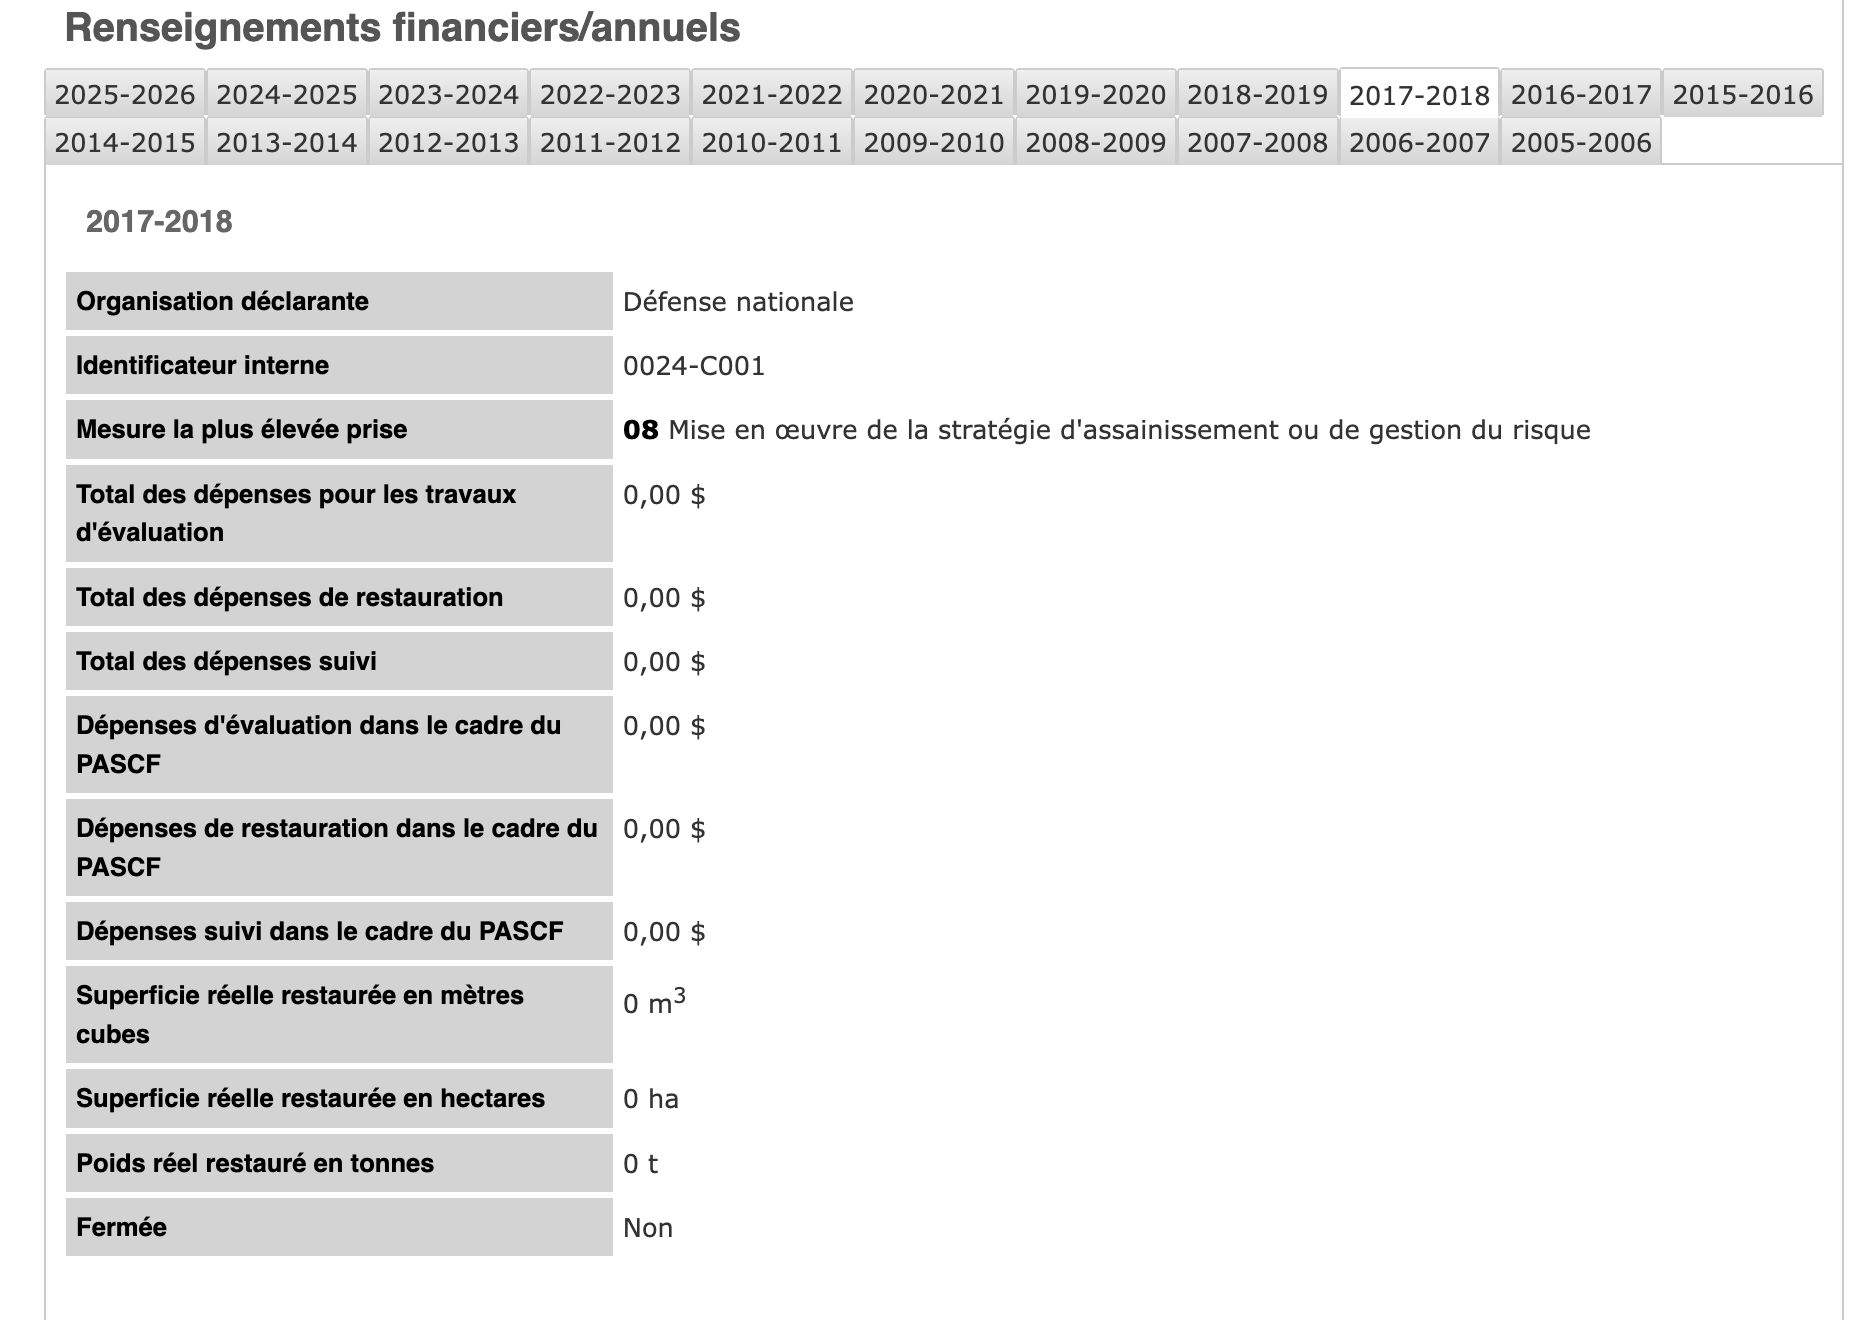 Renseignements financiers/annuels
2025-2026 2024-2025 2023-2024 2022-2023 2021-2022 2020-2021 2019-2020 2018-2019 2017-2018 2016-2017 2015-2016
2014-2015 2013-2014 2012-2013 2011-2012 2010-2011 2009-2010 2008-2009 2007-2008 2006-2007 2005-2006
2017-2018
Organisation déclarante Défense nationale
Identificateur interne 0024-C001
Mesure la plus élevée prise 08 Mise en œuvre de la stratégie d'assainissement ou de gestion du risque
Total des dépenses pour les travaux 0,00 $
d'évaluation
Total des dépenses de restauration 0,00 $
Total des dépenses suivi 0,00 $
Dépenses d'évaluation dans le cadre du 0,00 $
PASCF
Dépenses de restauration dans le cadre du 0,00 $
PASCF
Dépenses suivi dans le cadre du PASCF 0,00 $
Superficie réelle restaurée en mètres 0 m³
cubes
Superficie réelle restaurée en hectares 0 ha
Poids réel restauré en tonnes 0 t
Fermée Non